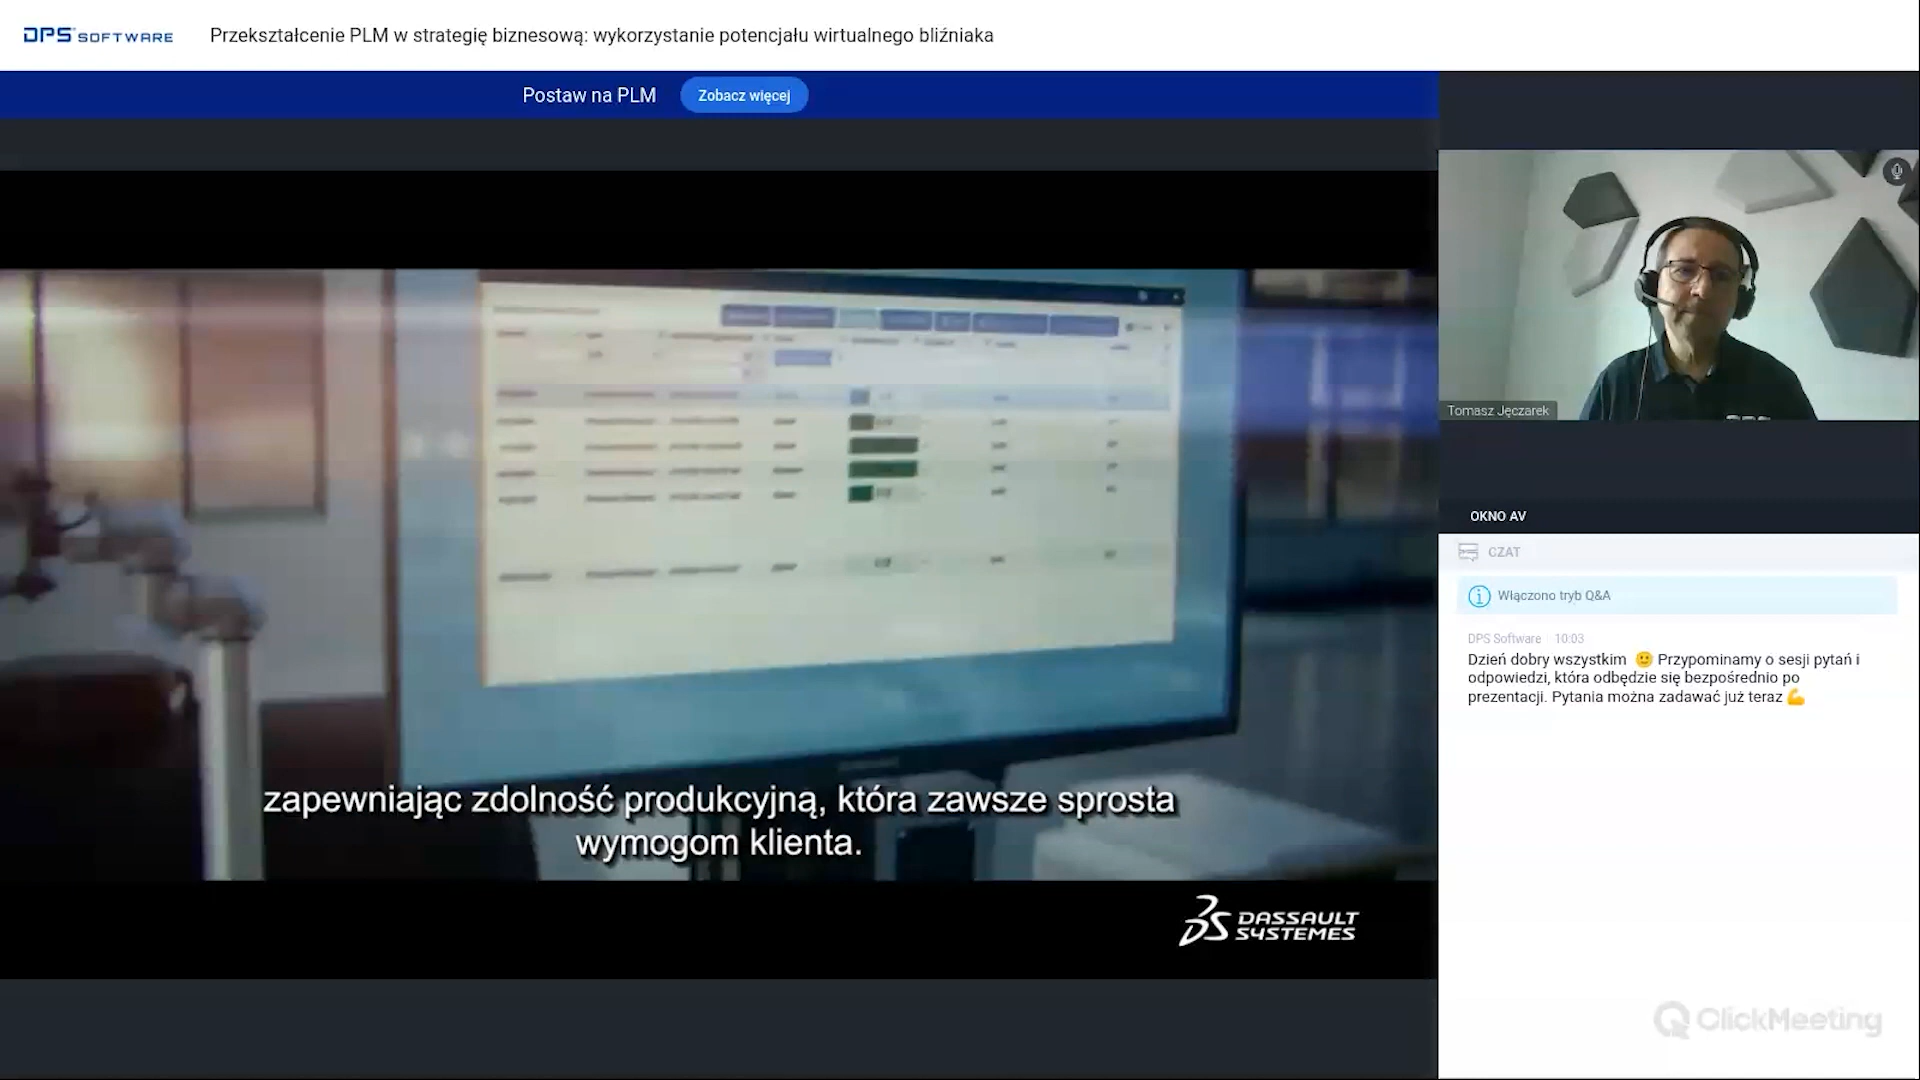 DPS SOFTWARE
Przekształcenie PLM w strategię biznesową: wykorzystanie potencjału wirtualnego bliźniaka
Postaw na PLM
Zobacz więcej
Tomasz Jęczarek
OKNO AV
CZAT
Włączono tryb Q&A
DPS Software 10:03
Dzień dobry wszystkim 🙂 Przypominamy o sesji pytań i
odpowiedzi, która odbędzie się bezpośrednio po
prezentacji. Pytania można zadawać już teraz 💪
zapewniając zdolność produkcyjną, która zawsze sprosta
wymogom klienta.
DASSAULT
SYSTEMES
ClickMeeting